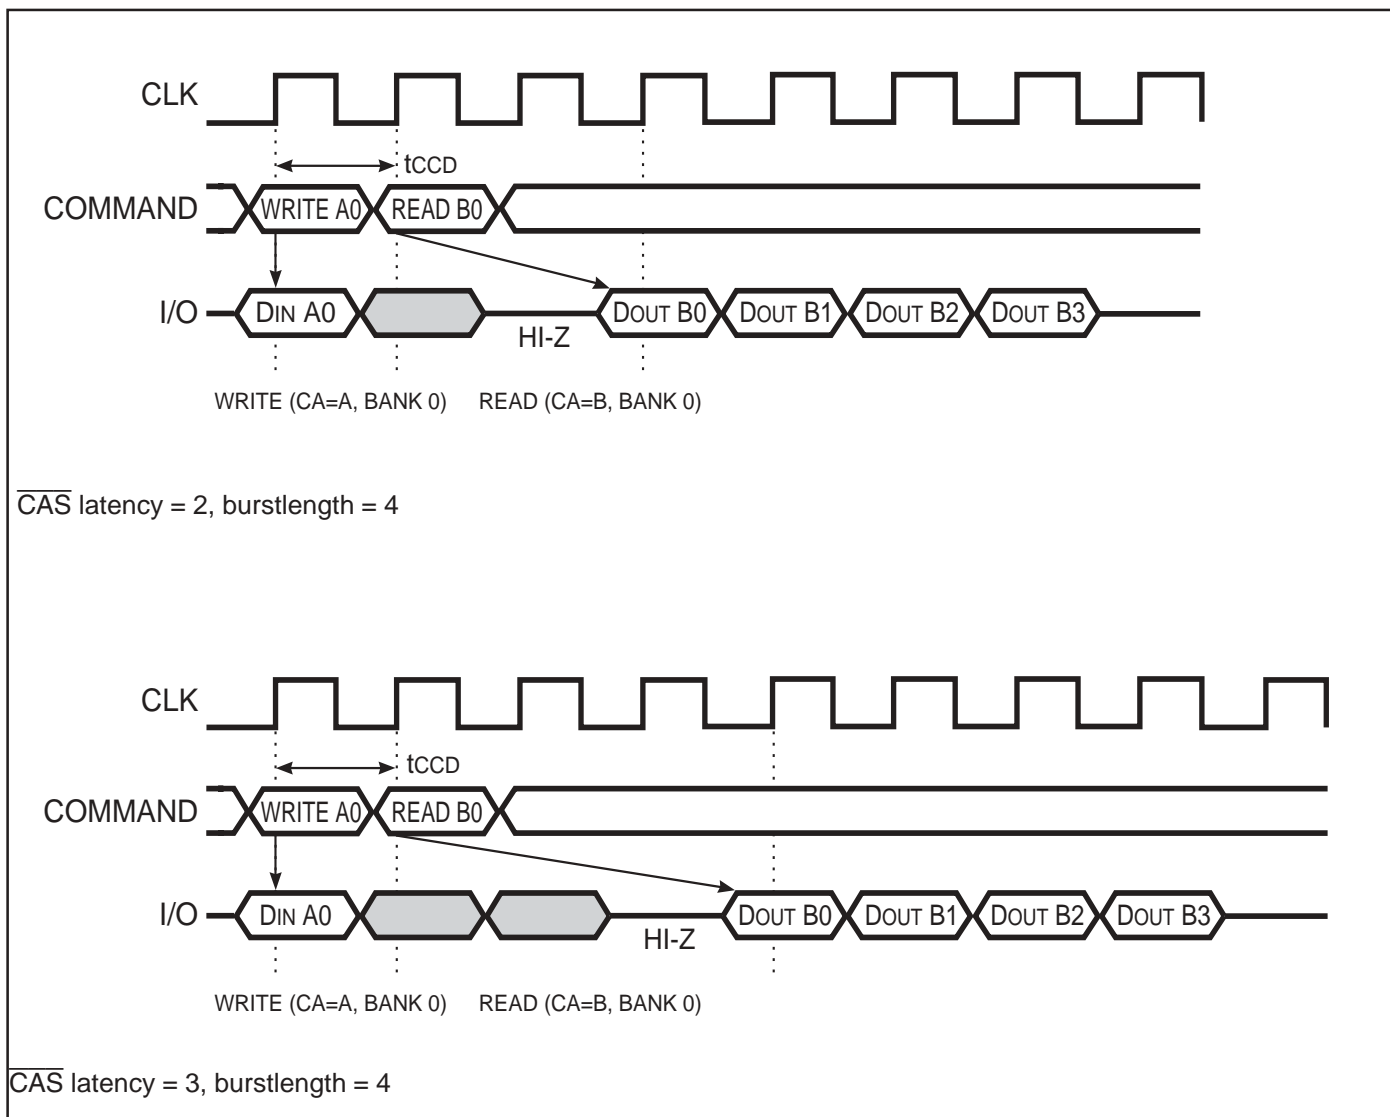 CLK
tCCD
COMMAND WRITE A0 READ B0
I/O DIN A0 DOUT B0 DOUT B1 DOUT B2 DOUT B3
HI-Z
WRITE (CA=A, BANK 0) READ (CA=B, BANK 0)
CAS latency = 2, burstlength = 4
CLK
tCCD
COMMAND WRITE A0 READ B0
I/O DIN A0 DOUT B0 DOUT B1 DOUT B2 DOUT B3
HI-Z
WRITE (CA=A, BANK 0) READ (CA=B, BANK 0)
CAS latency = 3, burstlength = 4